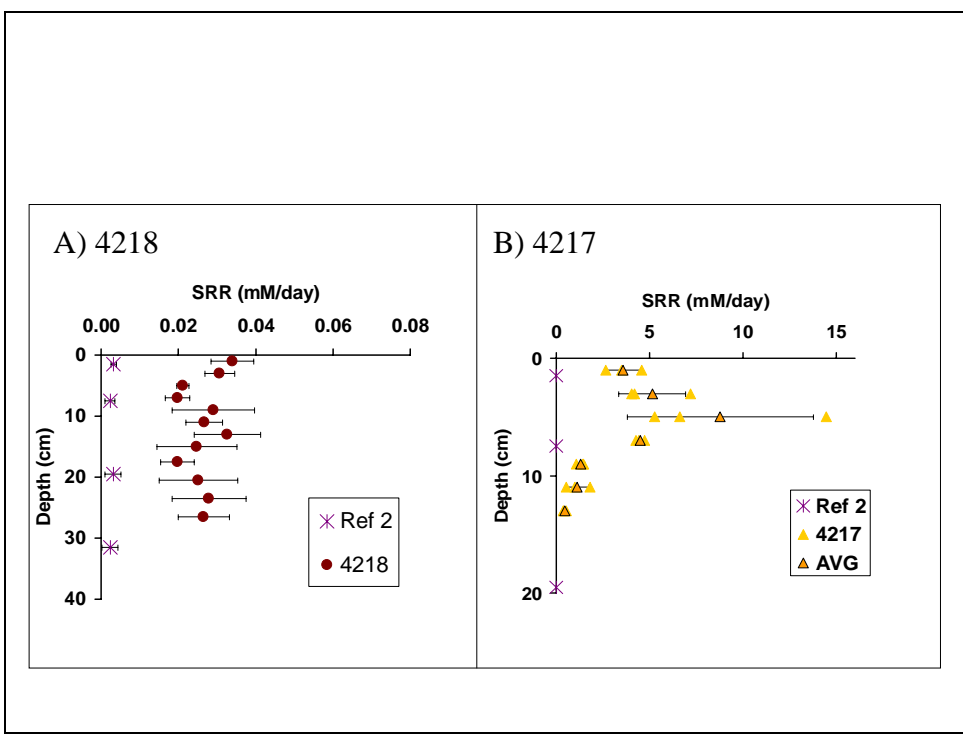 A) 4218
SRR (mM/day)
0.00 0.02 0.04 0.06 0.08
0
10
20
30
40
Depth (cm)
Ref 2
4218
B) 4217
SRR (mM/day)
0 5 10 15
0
10
20
Depth (cm)
Ref 2
4217
AVG